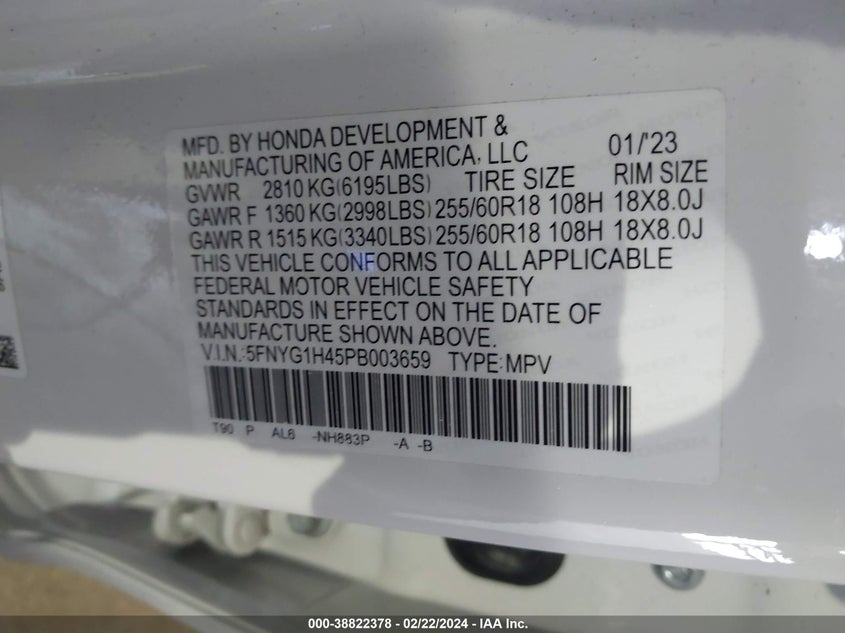 MFD. BY HONDA DEVELOPMENT &
MANUFACTURING OF AMERICA, LLC 01/'23
GVWR 2810 KG(6195LBS) TIRE SIZE RIM SIZE
GAWR F 1360 KG(2998LBS) 255/60R18 108H 18X8.0J
GAWR R 1515 KG(3340LBS) 255/60R18 108H 18X8.0J
THIS VEHICLE CONFORMS TO ALL APPLICABLE
FEDERAL MOTOR VEHICLE SAFETY
STANDARDS IN EFFECT ON THE DATE OF
MANUFACTURE SHOWN ABOVE.
V.I.N.:5FNYG1H45PB003659 TYPE:MPV
T90 P AL6 -NH883P -A -B
000-38822378 - 02/22/2024 - IAA Inc.